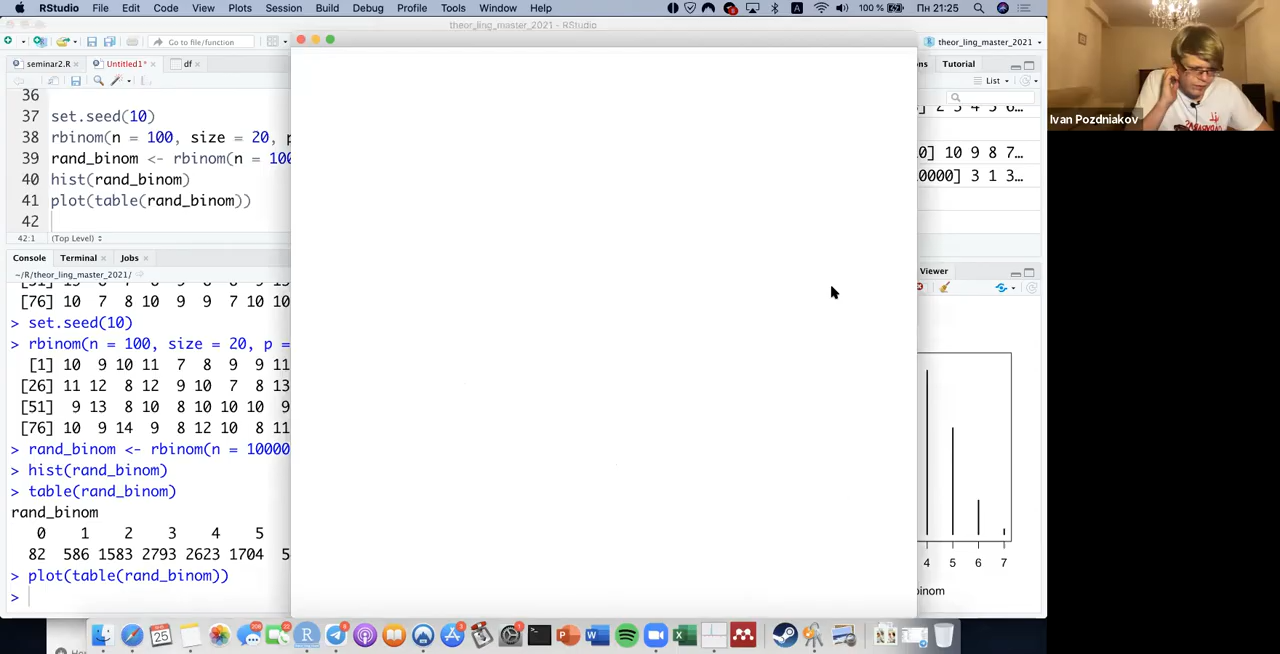 RStudio File Edit Code View Plots Session Build Debug Profile Tools Window Help 100 % Пн 21:25
theor_ling_master_2021 - RStudio
Go to file/function theor_ling_master_2021
seminar2.R Untitled1* df Tutorial
List
36
37 set.seed(10)
38 rbinom(n = 100, size = 20, p
39 rand_binom <- rbinom(n = 100 0] 10 9 8 7…
40 hist(rand_binom) 0000] 3 1 3…
41 plot(table(rand_binom))
42
42:1 (Top Level)
Console Terminal Jobs Viewer
~/R/theor_ling_master_2021/
[76] 10 7 8 10 9 9 7 10 10
> set.seed(10)
> rbinom(n = 100, size = 20, p =
[1] 10 9 10 11 7 8 9 9 11
[26] 11 12 8 12 9 10 7 8 13
[51] 9 13 8 10 8 10 10 10 9
[76] 10 9 14 9 8 12 10 8 11
> rand_binom <- rbinom(n = 10000
> hist(rand_binom)
> table(rand_binom)
rand_binom
0 1 2 3 4 5
82 586 1583 2793 2623 1704 5
> plot(table(rand_binom))
>
4 5 6 7
inom
Ivan Pozdniakov